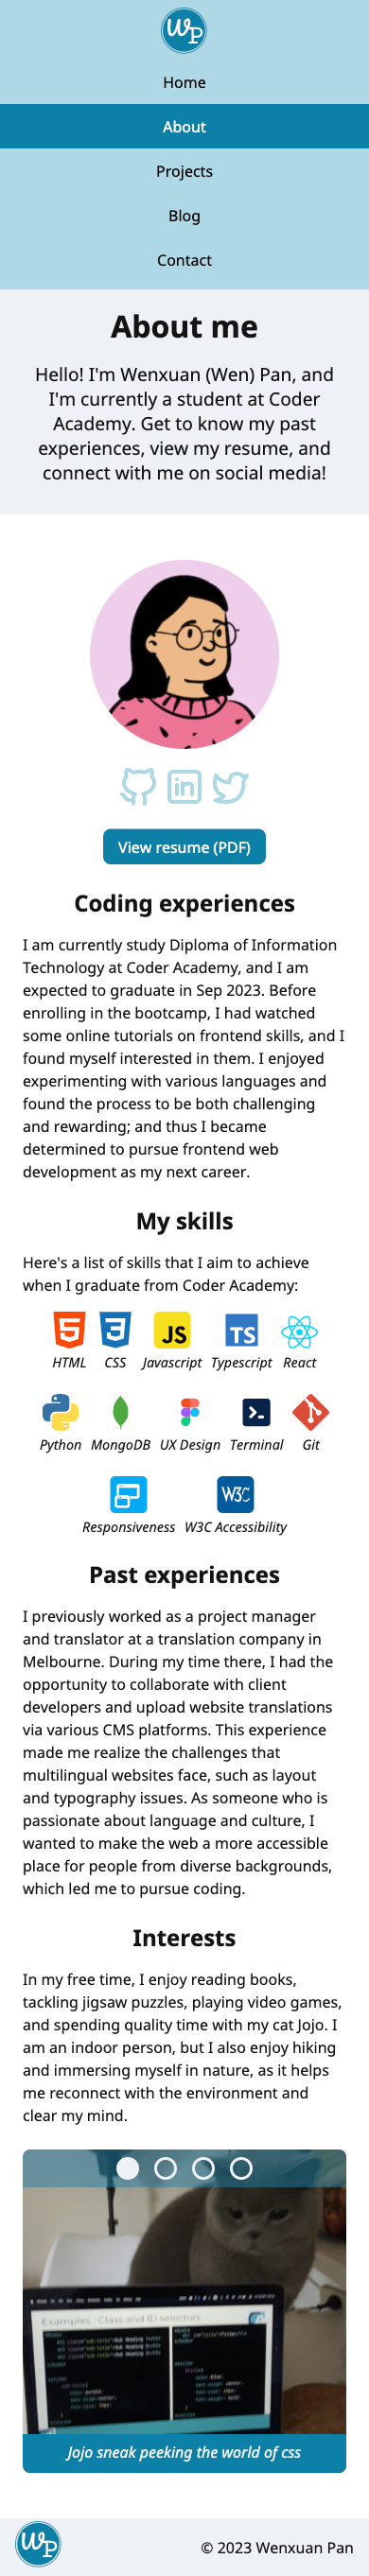 WP
Home
About
Projects
Blog
Contact
About me
Hello! I'm Wenxuan (Wen) Pan, and
I'm currently a student at Coder
Academy. Get to know my past
experiences, view my resume, and
connect with me on social media!
in
View resume (PDF)
Coding experiences
I am currently study Diploma of Information
Technology at Coder Academy, and I am
expected to graduate in Sep 2023. Before
enrolling in the bootcamp, I had watched
some online tutorials on frontend skills, and I
found myself interested in them. I enjoyed
experimenting with various languages and
found the process to be both challenging
and rewarding; and thus I became
determined to pursue frontend web
development as my next career.
My skills
Here's a list of skills that I aim to achieve
when I graduate from Coder Academy:
5 3 JS TS
HTML CSS Javascript Typescript React
Python MongoDB UX Design Terminal Git
W3C
Responsiveness W3C Accessibility
Past experiences
I previously worked as a project manager
and translator at a translation company in
Melbourne. During my time there, I had the
opportunity to collaborate with client
developers and upload website translations
via various CMS platforms. This experience
made me realize the challenges that
multilingual websites face, such as layout
and typography issues. As someone who is
passionate about language and culture, I
wanted to make the web a more accessible
place for people from diverse backgrounds,
which led me to pursue coding.
Interests
In my free time, I enjoy reading books,
tackling jigsaw puzzles, playing video games,
and spending quality time with my cat Jojo. I
am an indoor person, but I also enjoy hiking
and immersing myself in nature, as it helps
me reconnect with the environment and
clear my mind.
Examples : Class and ID selectors
Jojo sneak peeking the world of css
WP
© 2023 Wenxuan Pan